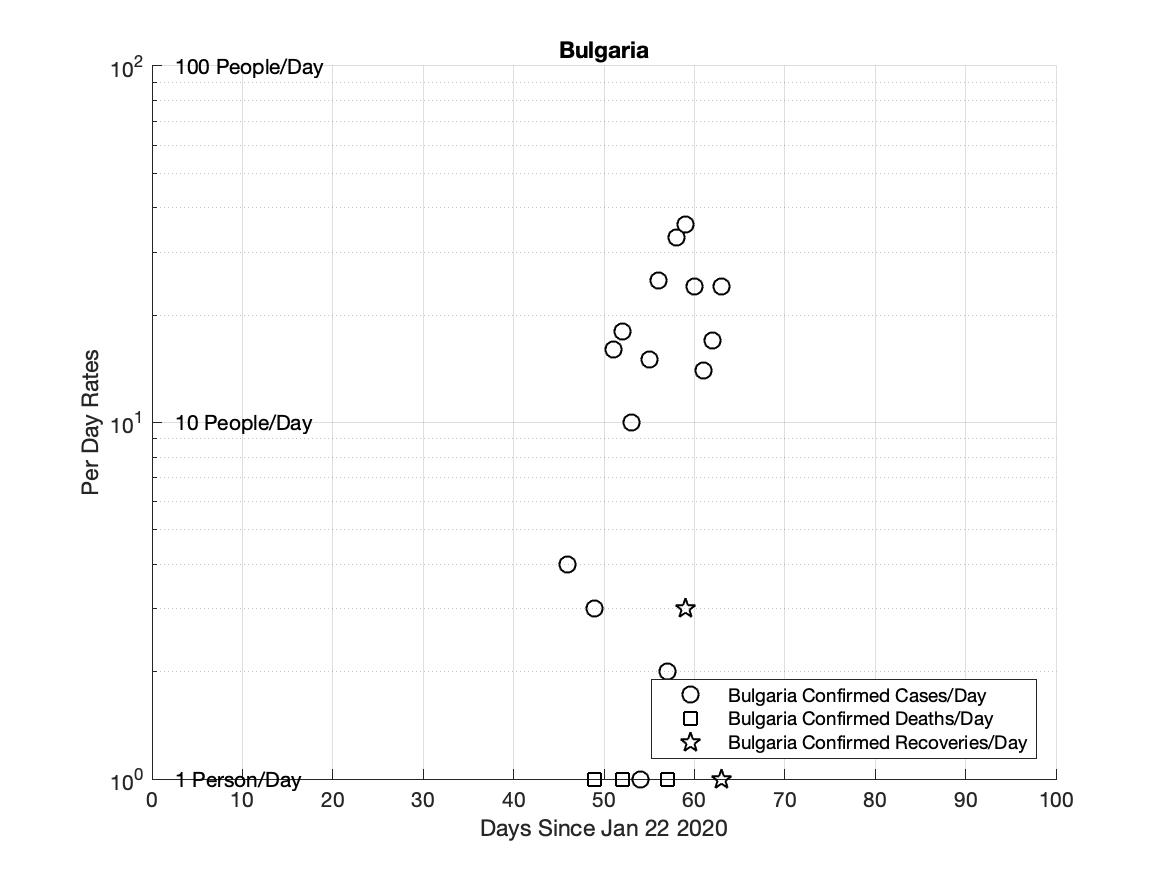 Bulgaria
10² 100 People/Day
10¹ 10 People/Day
10⁰ 1 Person/Day
Per Day Rates
Bulgaria Confirmed Cases/Day
Bulgaria Confirmed Deaths/Day
Bulgaria Confirmed Recoveries/Day
0 10 20 30 40 50 60 70 80 90 100
Days Since Jan 22 2020